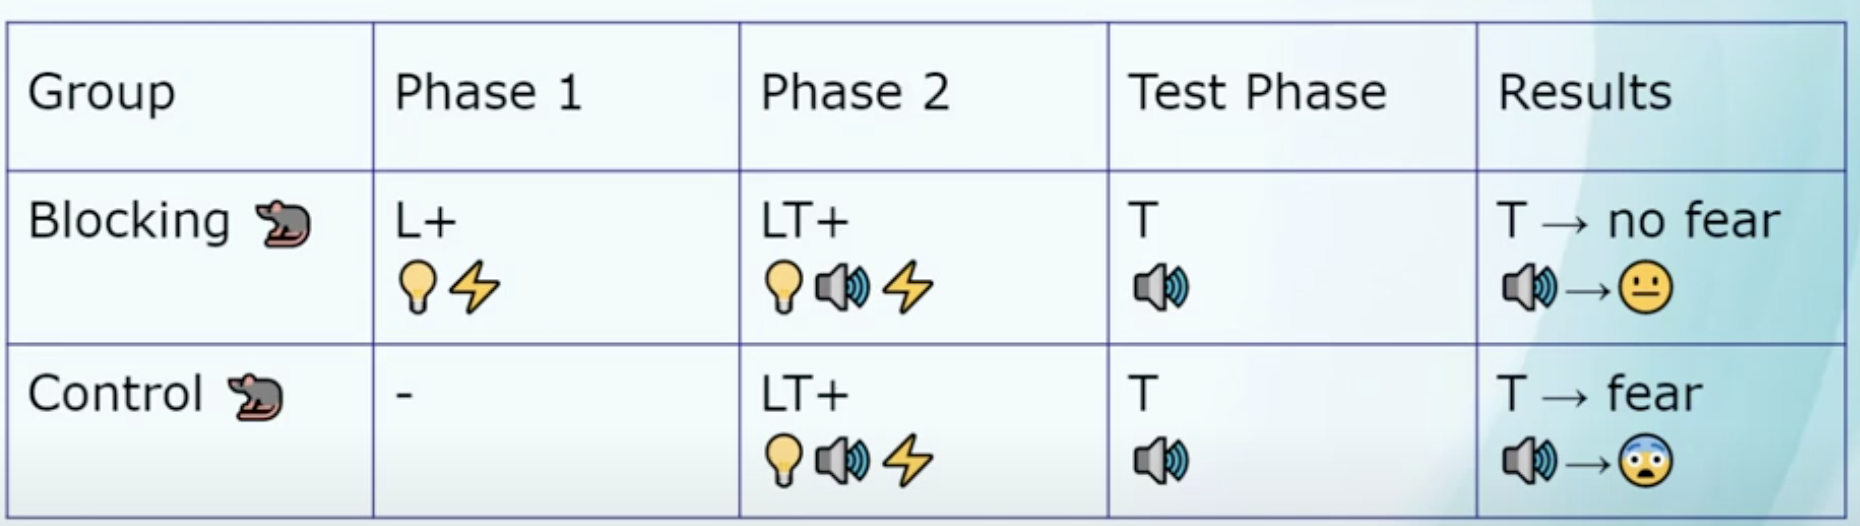 Group
Phase 1
Phase 2
Test Phase
Results
Blocking
L+
LT+
T
T → no fear
→
Control
-
LT+
T
T → fear
→